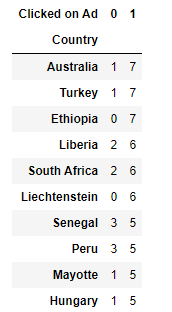 Clicked on Ad 0 1
Country
Australia 1 7
Turkey 1 7
Ethiopia 0 7
Liberia 2 6
South Africa 2 6
Liechtenstein 0 6
Senegal 3 5
Peru 3 5
Mayotte 1 5
Hungary 1 5